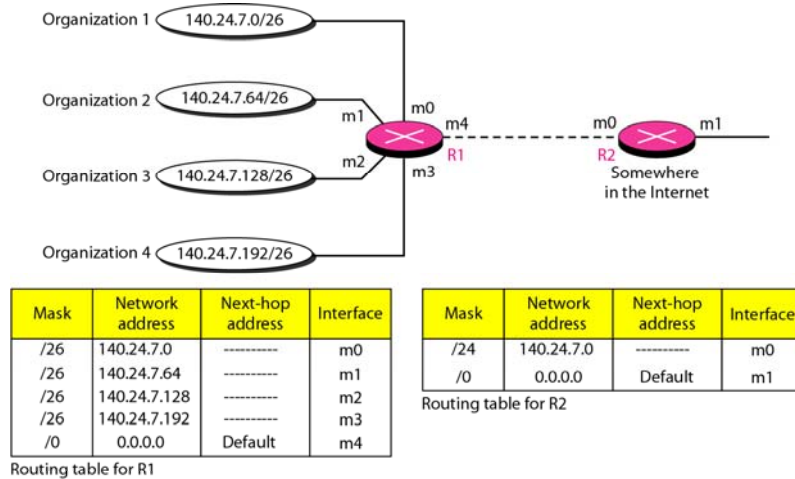 Organization 1 140.24.7.0/26
Organization 2 140.24.7.64/26
m1 m0 m4 m0 m1
R1 R2
m2 m3
Organization 3 140.24.7.128/26
Somewhere
in the Internet
Organization 4 140.24.7.192/26
Mask Network address Next-hop address Interface
/26 140.24.7.0 ---------- m0
/26 140.24.7.64 ---------- m1
/26 140.24.7.128 ---------- m2
/26 140.24.7.192 ---------- m3
/0 0.0.0.0 Default m4
Routing table for R1
Mask Network address Next-hop address Interface
/24 140.24.7.0 ---------- m0
/0 0.0.0.0 Default m1
Routing table for R2